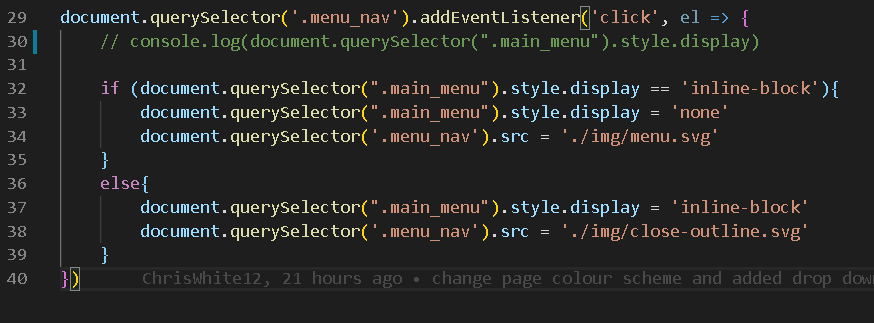 29 document.querySelector('.menu_nav').addEventListener('click', el => {
30 // console.log(document.querySelector(".main_menu").style.display)
31
32 if (document.querySelector(".main_menu").style.display == 'inline-block'){
33 document.querySelector(".main_menu").style.display = 'none'
34 document.querySelector('.menu_nav').src = './img/menu.svg'
35 }
36 else{
37 document.querySelector(".main_menu").style.display = 'inline-block'
38 document.querySelector('.menu_nav').src = './img/close-outline.svg'
39 }
40 }) ChrisWhite12, 21 hours ago • change page colour scheme and added drop dow